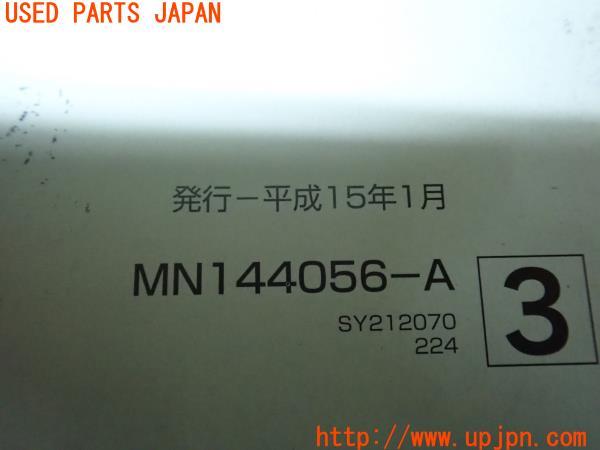 USED PARTS JAPAN
発行－平成15年1月
MN144056－A
SY212070
224
3
http://www.upjpn.com/